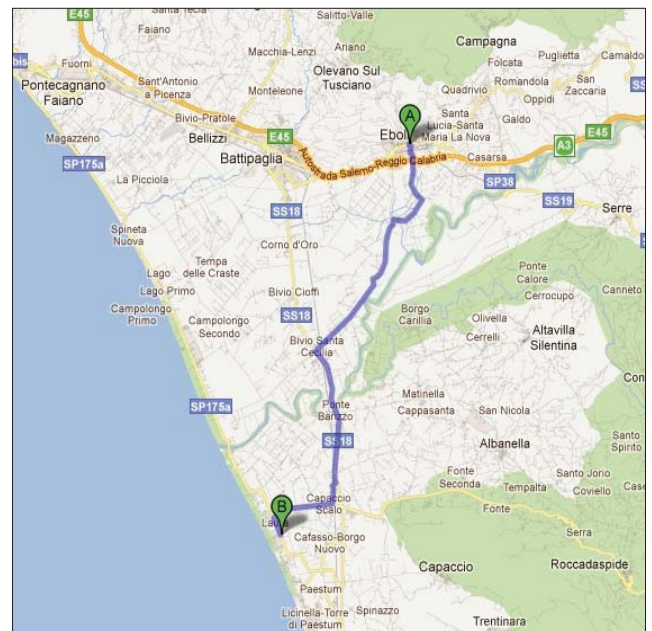 E45
Santa Tecla
Faiano
Salitto-Valle
Ariano
Campagna
Macchia-Lenzi
Olevano Sul
Tusciano
Folcata
Puglietta
Camaldo
bis
Fuorni
Pontecagnano
Faiano
Sant'Antonio
a Picenza
Monteleone
Quadrivio
Romandola
Oppidi
San
Zaccaria
SS
Magazzeno
Bivio-Pratole
Bellizzi
E45
A
Eboli
Santa
Lucia-Santa
Maria La Nova
Galdo
E45
A3
Battipaglia
Autostrada Salerno-Reggio Calabria
Casarsa
SP175a
La Picciola
SP38
SS18
SS19
Serre
Spineta
Nuova
Corno d'Oro
Tempa
delle Craste
Ponte
Calore
Canneto
Cerrocupo
Lago
Lago Primo
Bivio Cioffi
Campolongo
Primo
Campolongo
Secondo
SS18
Borgo
Carillia
Olivella
Cerrelli
Altavilla
Silentina
Bivio Santa
Cecilia
Con
SP175a
Ponte
Barizzo
Matinella
Cappasanta
San Nicola
SS18
Albanella
Santo
Spirito
Fonte
Seconda
Tempalta
Santo Jorio
Coviello
Case
Capaccio
Scalo
Fonte
B
Laura
Cafasso-Borgo
Nuovo
Serra
Capaccio
Roccadaspide
Paestum
Licinella-Torre
di Paestum
Spinazzo
Trentinara